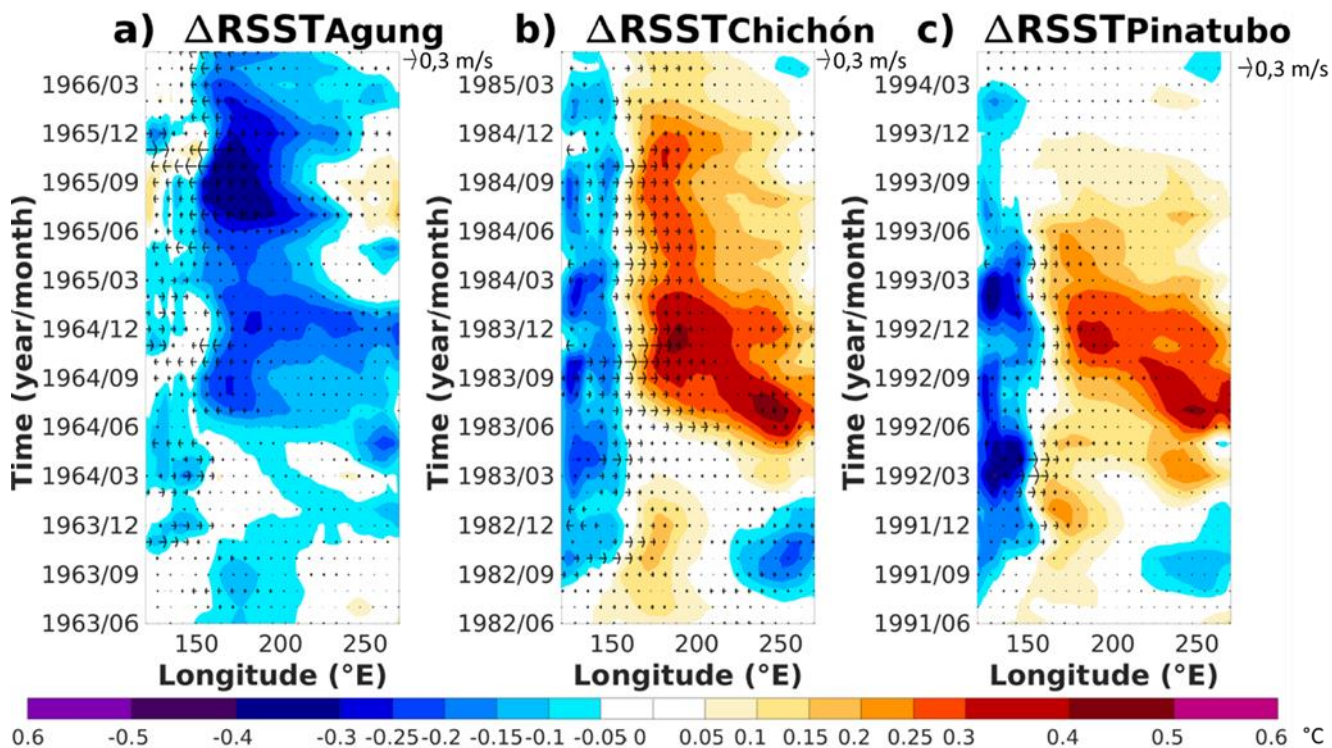 a) ΔRSSTAgung
b) ΔRSSTChichón
c) ΔRSSTPinatubo
0,3 m/s
0,3 m/s
0,3 m/s
Time (year/month)
1966/03
1965/12
1965/09
1965/06
1965/03
1964/12
1964/09
1964/06
1964/03
1963/12
1963/09
1963/06
150 200 250
Longitude (°E)
Time (year/month)
1985/03
1984/12
1984/09
1984/06
1984/03
1983/12
1983/09
1983/06
1983/03
1982/12
1982/09
1982/06
150 200 250
Longitude (°E)
Time (year/month)
1994/03
1993/12
1993/09
1993/06
1993/03
1992/12
1992/09
1992/06
1992/03
1991/12
1991/09
1991/06
150 200 250
Longitude (°E)
0.6 -0.5 -0.4 -0.3 -0.25 -0.2 -0.15 -0.1 -0.05 0 0.05 0.1 0.15 0.2 0.25 0.3 0.4 0.5 0.6 °C